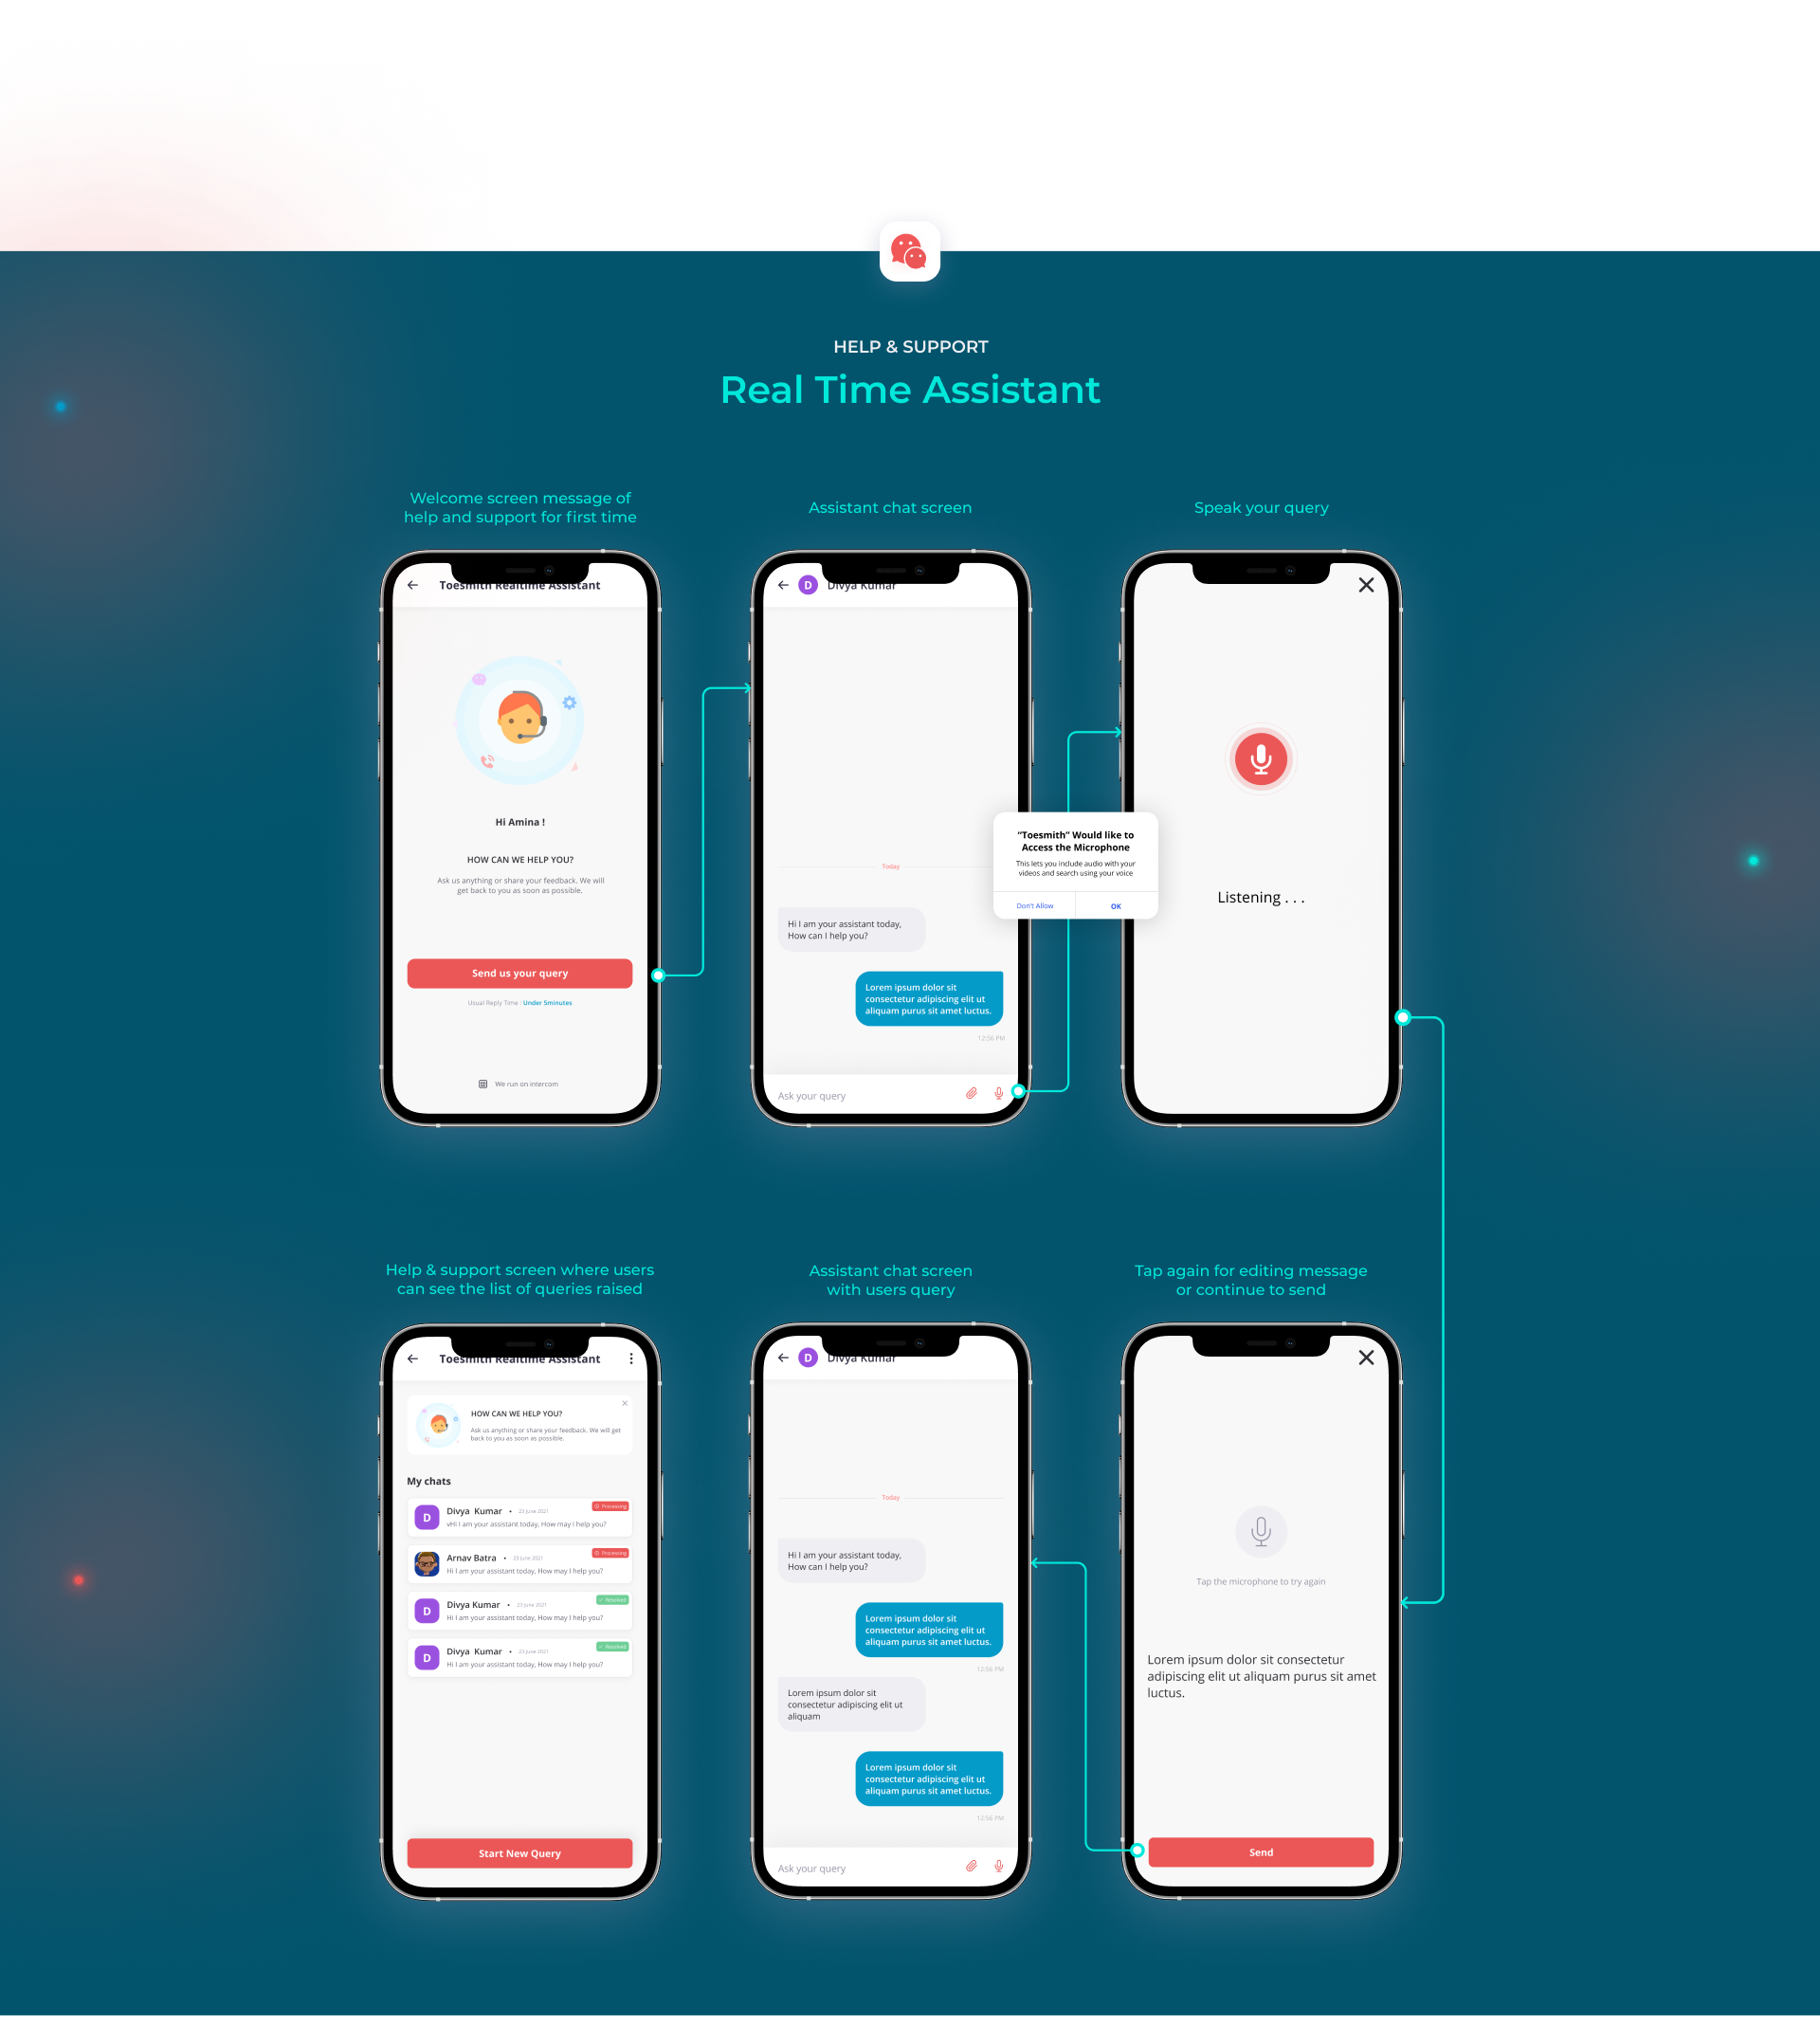 HELP & SUPPORT
Real Time Assistant
Welcome screen message of
help and support for first time
Toesmith Realtime Assistant
Hi Amina !
HOW CAN WE HELP YOU?
Ask us anything or share your feedback. We will
get back to you as soon as possible.
Send us your query
Usual Reply Time : Under 5minutes
We run on intercom
Assistant chat screen
D Divya Kumar
Today
Hi I am your assistant today,
How can I help you?
Lorem ipsum dolor sit
consectetur adipiscing elit ut
aliquam purus sit amet luctus.
12:56 PM
Ask your query
“Toesmith” Would like to
Access the Microphone
This lets you include audio with your
videos and search using your voice
Don't Allow OK
Speak your query
Listening . . .
Help & support screen where users
can see the list of queries raised
Toesmith Realtime Assistant
HOW CAN WE HELP YOU?
Ask us anything or share your feedback. We will get
back to you as soon as possible.
My chats
D Divya Kumar • 23 June 2021 Processing
vHi I am your assistant today, How may I help you?
Arnav Batra • 23 June 2021 Processing
Hi I am your assistant today, How may I help you?
D Divya Kumar • 23 June 2021 Resolved
Hi I am your assistant today, How may I help you?
D Divya Kumar • 23 June 2021 Resolved
Hi I am your assistant today, How may I help you?
Start New Query
Assistant chat screen
with users query
D Divya Kumar
Today
Hi I am your assistant today,
How can I help you?
Lorem ipsum dolor sit
consectetur adipiscing elit ut
aliquam purus sit amet luctus.
12:56 PM
Lorem ipsum dolor sit
consectetur adipiscing elit ut
aliquam
Lorem ipsum dolor sit
consectetur adipiscing elit ut
aliquam purus sit amet luctus.
12:56 PM
Ask your query
Tap again for editing message
or continue to send
Tap the microphone to try again
Lorem ipsum dolor sit consectetur
adipiscing elit ut aliquam purus sit amet
luctus.
Send